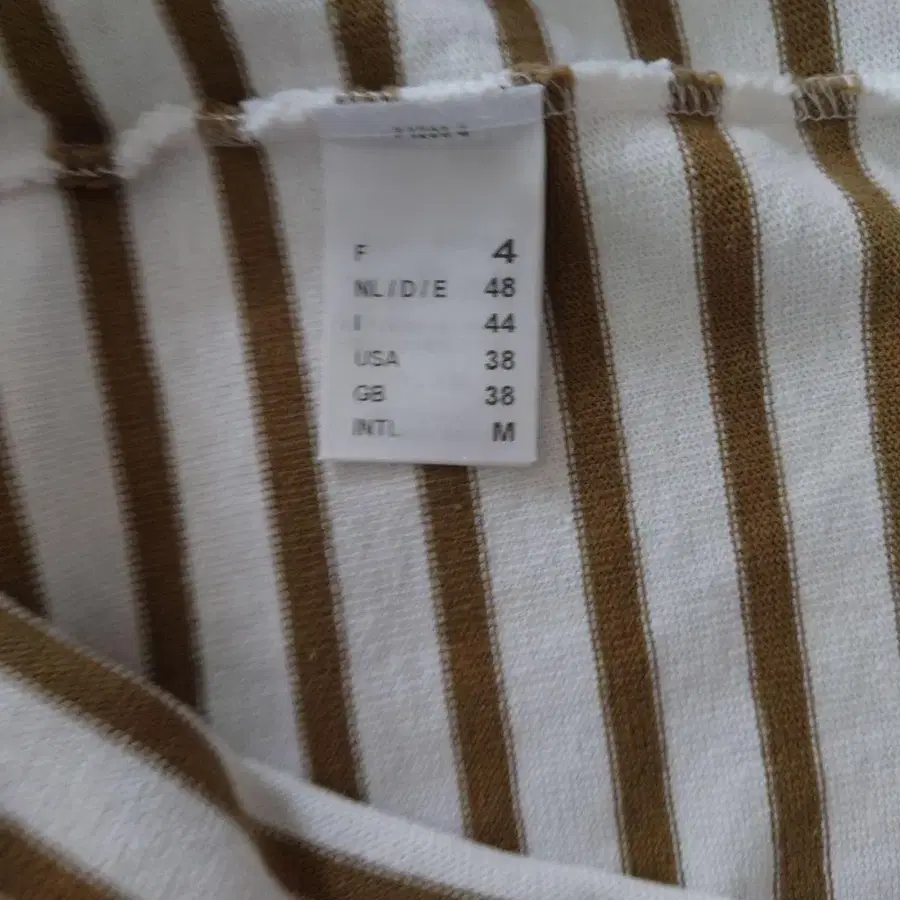 F 4
NL/D/E 48
I 44
USA 38
GB 38
INTL M